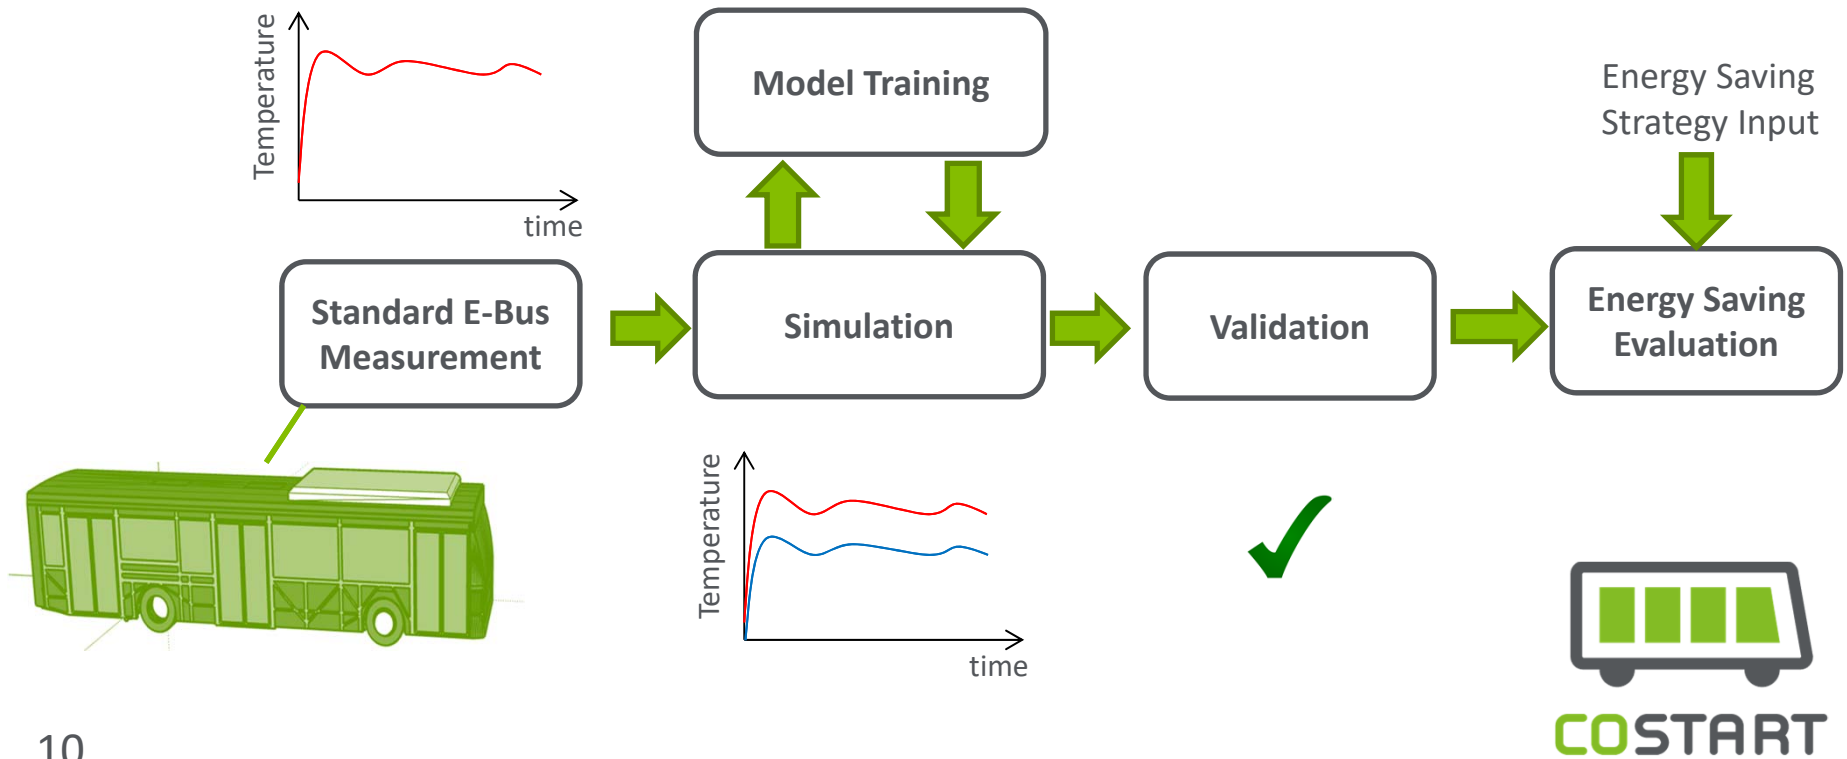 Temperature
time
Model Training
Energy Saving
Strategy Input
Standard E-Bus
Measurement
Simulation
Validation
Energy Saving
Evaluation
Temperature
time
COSTART
10